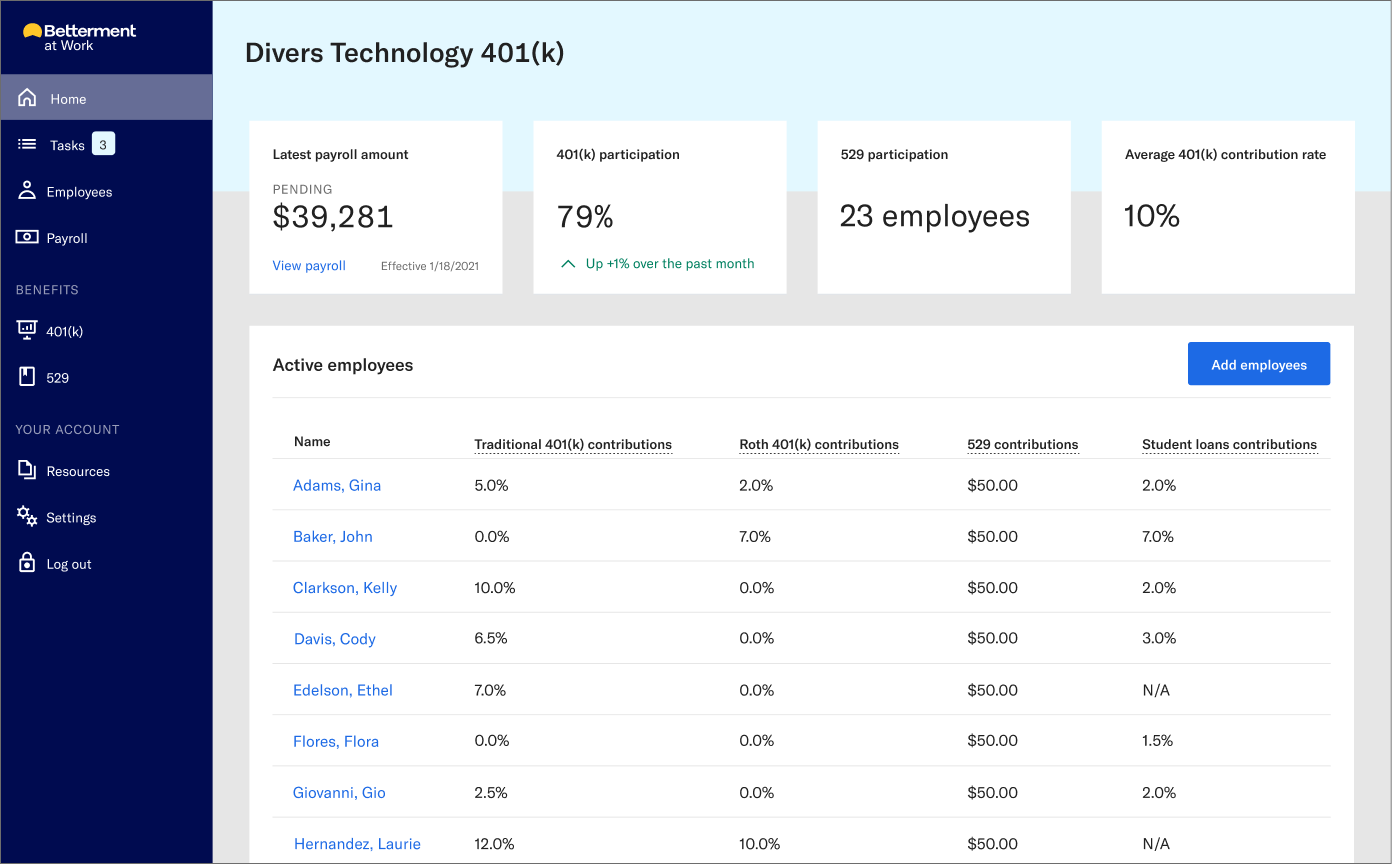 Betterment
at Work
Home
Tasks 3
Employees
Payroll
BENEFITS
401(k)
529
YOUR ACCOUNT
Resources
Settings
Log out
Divers Technology 401(k)
Latest payroll amount
PENDING
$39,281
View payroll Effective 1/18/2021
401(k) participation
79%
Up +1% over the past month
529 participation
23 employees
Average 401(k) contribution rate
10%
Active employees Add employees
Name Traditional 401(k) contributions Roth 401(k) contributions 529 contributions Student loans contributions
Adams, Gina 5.0% 2.0% $50.00 2.0%
Baker, John 0.0% 7.0% $50.00 7.0%
Clarkson, Kelly 10.0% 0.0% $50.00 2.0%
Davis, Cody 6.5% 0.0% $50.00 3.0%
Edelson, Ethel 7.0% 0.0% $50.00 N/A
Flores, Flora 0.0% 0.0% $50.00 1.5%
Giovanni, Gio 2.5% 0.0% $50.00 2.0%
Hernandez, Laurie 12.0% 10.0% $50.00 N/A